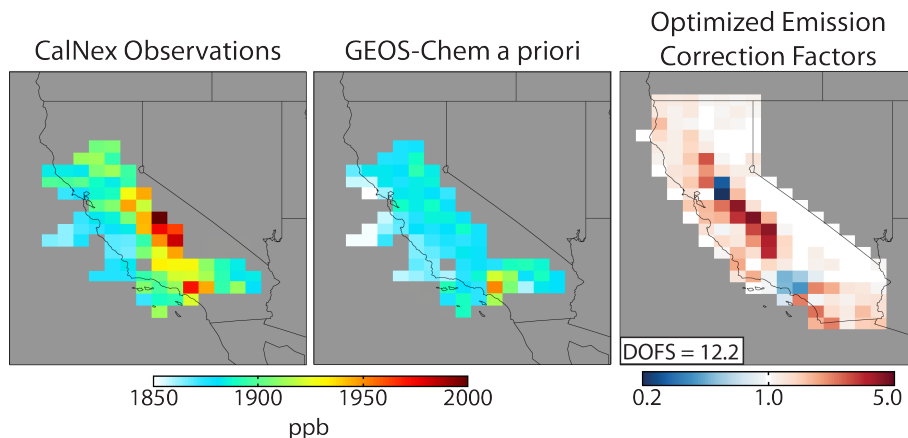 CalNex Observations
GEOS-Chem a priori
Optimized Emission
Correction Factors
DOFS = 12.2
1850
1900
1950
2000
ppb
0.2
1.0
5.0